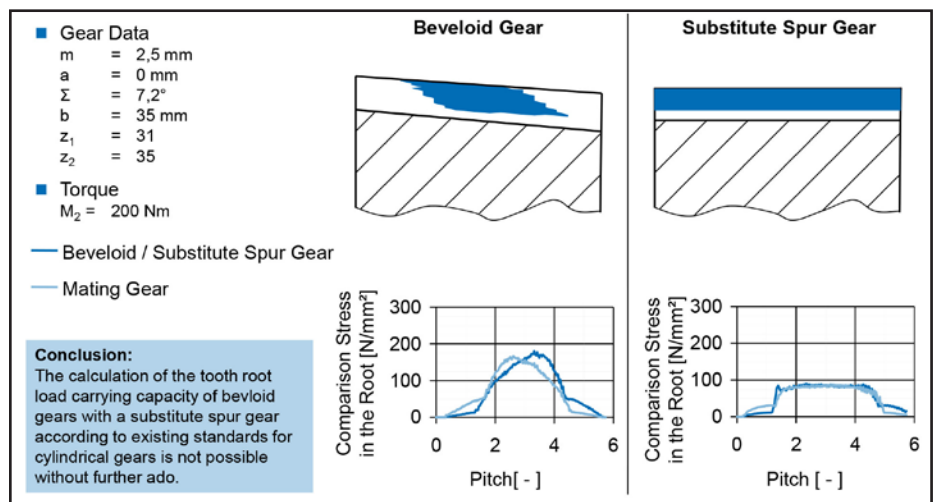 Gear Data
m = 2,5 mm
a = 0 mm
Σ = 7,2°
b = 35 mm
z₁ = 31
z₂ = 35
Torque
M₂ = 200 Nm
Beveloid / Substitute Spur Gear
Mating Gear
Conclusion:
The calculation of the tooth root
load carrying capacity of bevloid
gears with a substitute spur gear
according to existing standards for
cylindrical gears is not possible
without further ado.
Beveloid Gear
Comparison Stress
in the Root [N/mm²]
300
200
100
0
0 2 4 6
Pitch[ - ]
Substitute Spur Gear
Comparison Stress
in the Root [N/mm²]
300
200
100
0
0 2 4 6
Pitch [ - ]